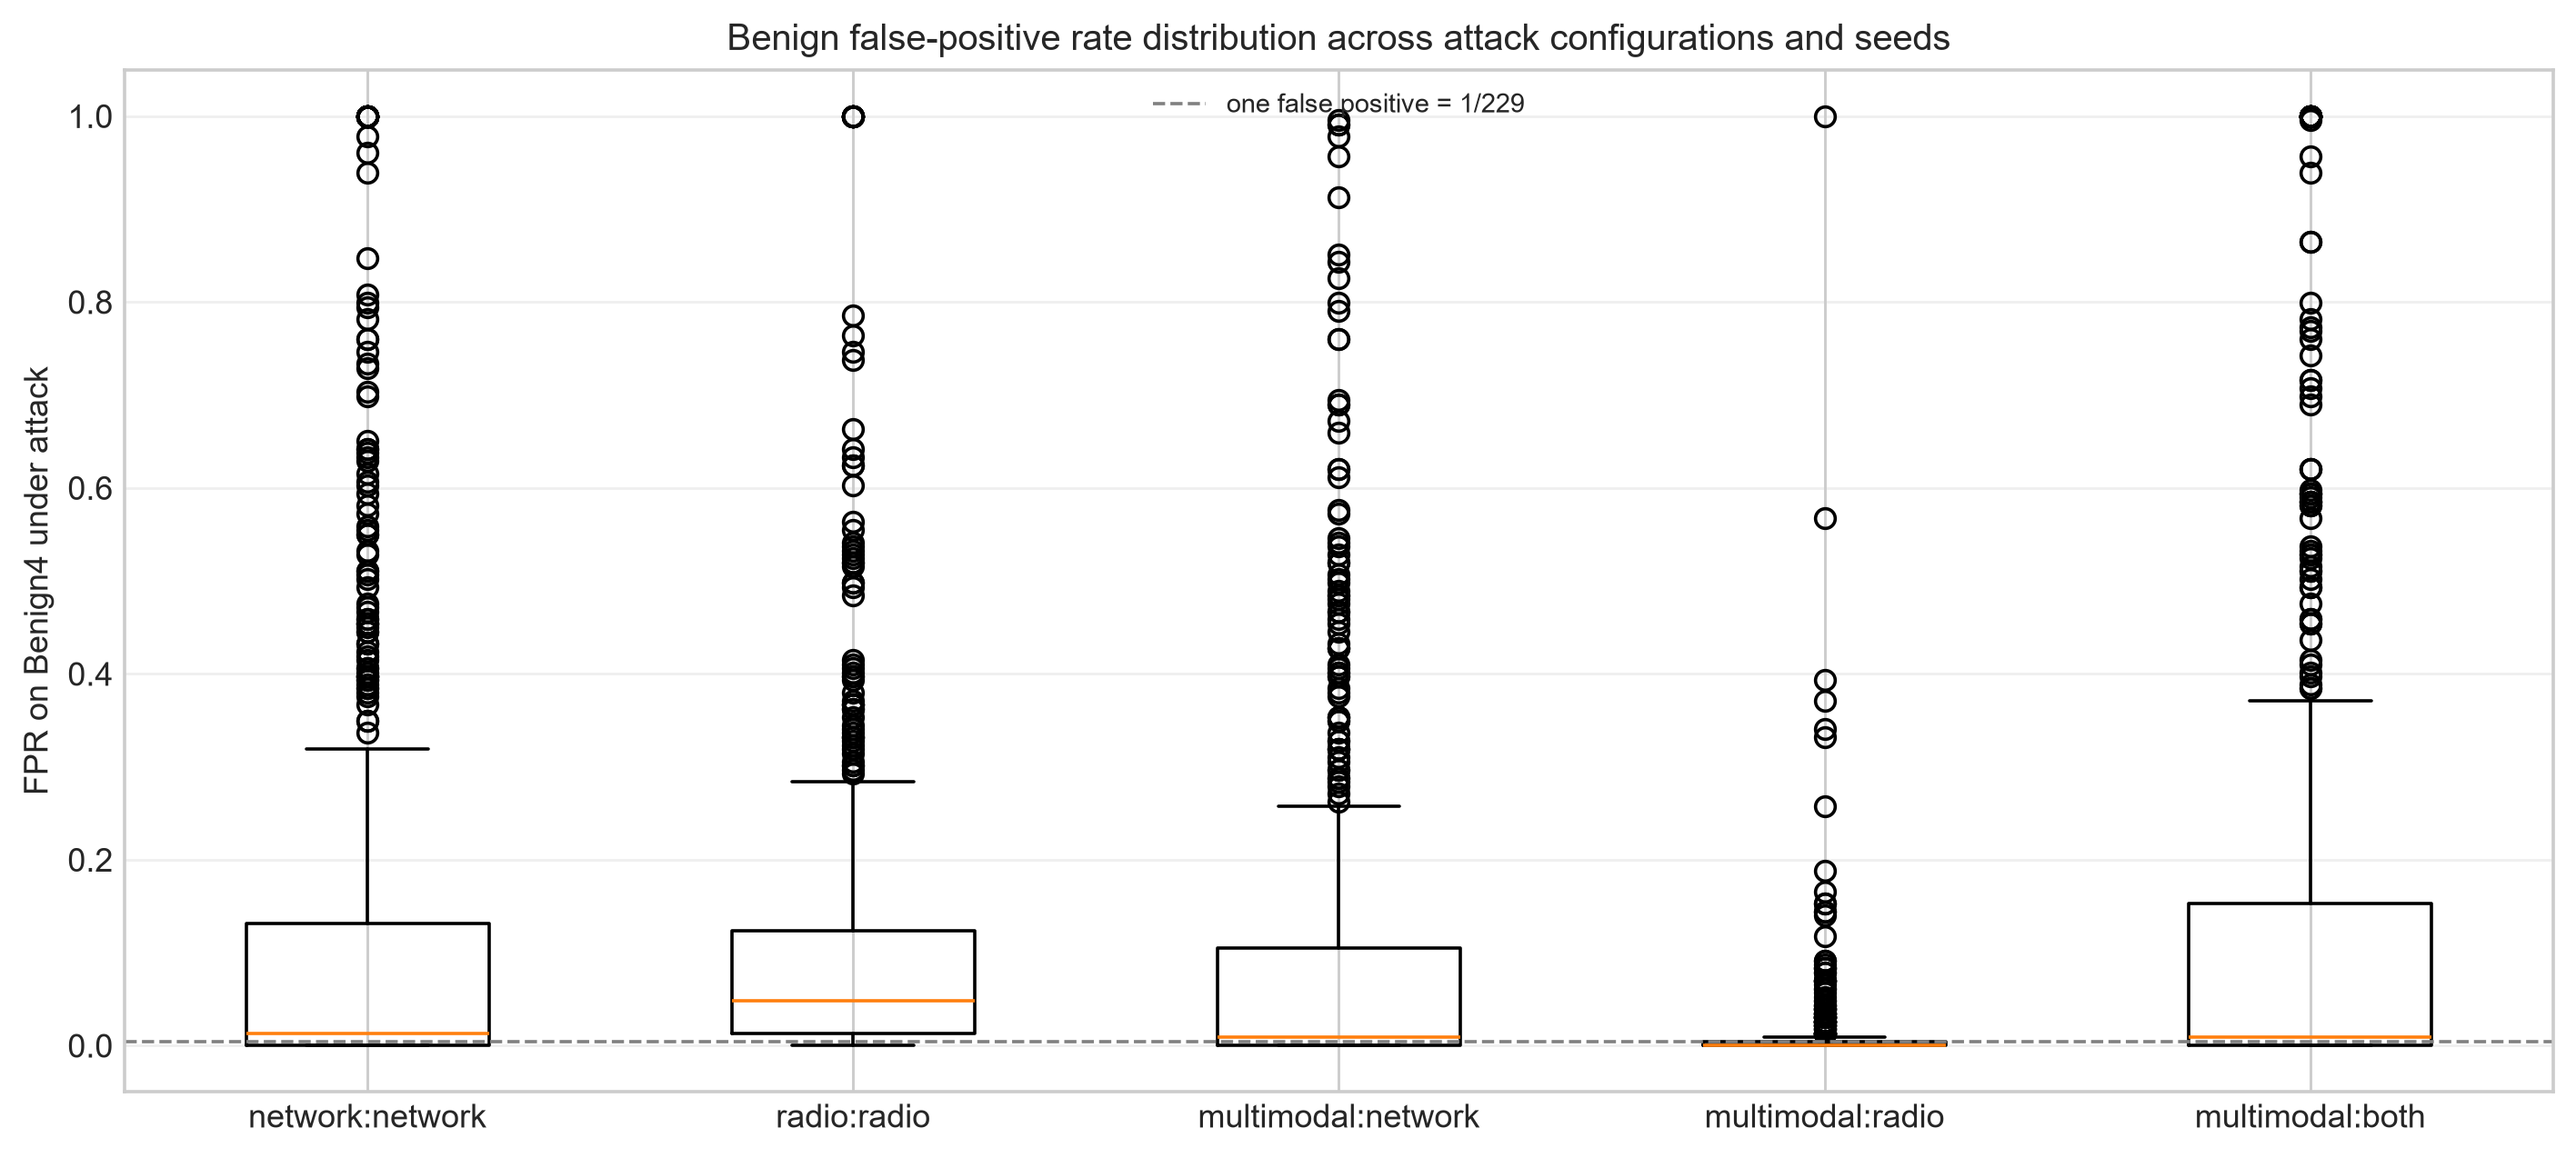 Benign false-positive rate distribution across attack configurations and seeds
one false positive = 1/229
FPR on Benign4 under attack
1.0
0.8
0.6
0.4
0.2
0.0
network:network
radio:radio
multimodal:network
multimodal:radio
multimodal:both